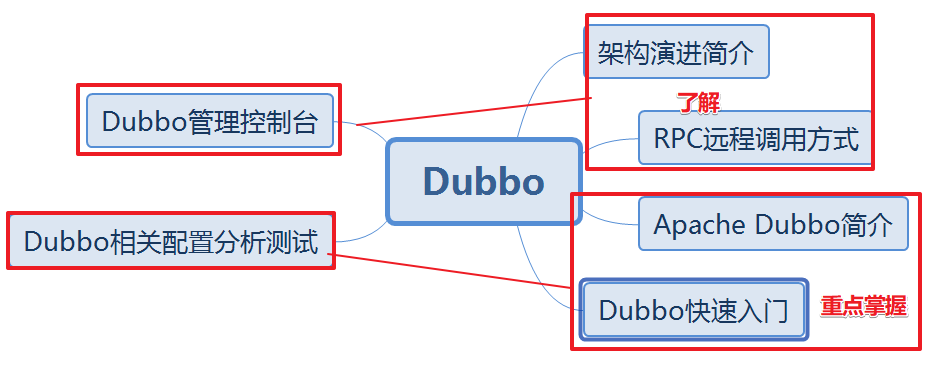 架构演进简介
了解
Dubbo管理控制台
RPC远程调用方式
Dubbo
Apache Dubbo简介
Dubbo相关配置分析测试
Dubbo快速入门
重点掌握